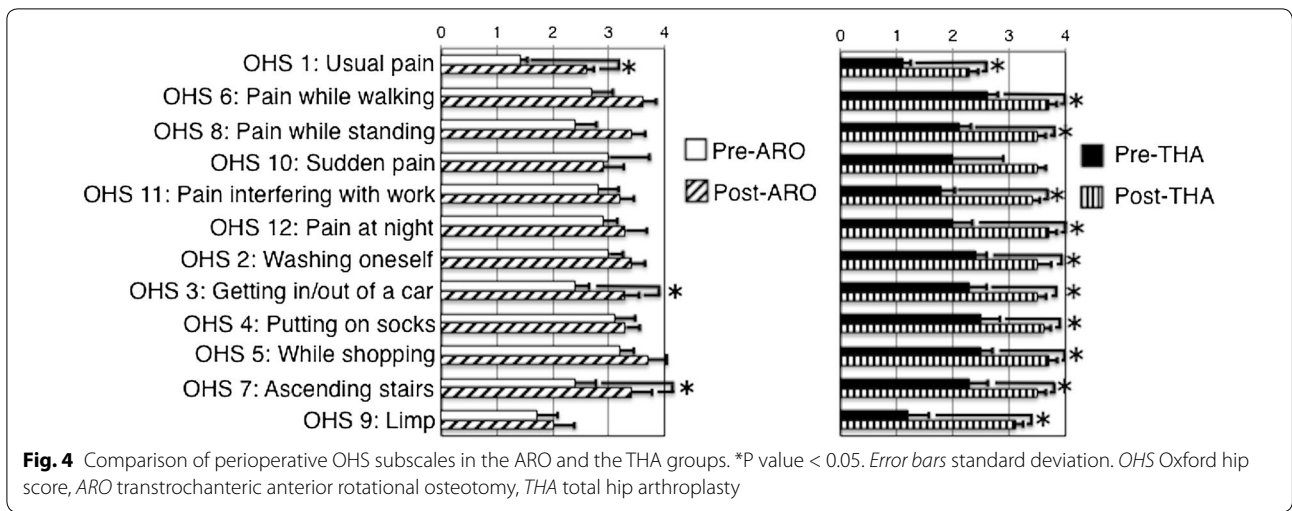 0 1 2 3 4
0 1 2 3 4
OHS 1: Usual pain
*
*
OHS 6: Pain while walking
*
OHS 8: Pain while standing
*
Pre-ARO
Pre-THA
OHS 10: Sudden pain
Post-ARO
Post-THA
OHS 11: Pain interfering with work
*
OHS 12: Pain at night
*
OHS 2: Washing oneself
*
OHS 3: Getting in/out of a car
*
*
OHS 4: Putting on socks
*
OHS 5: While shopping
*
OHS 7: Ascending stairs
*
*
OHS 9: Limp
*
Fig. 4 Comparison of perioperative OHS subscales in the ARO and the THA groups. *P value < 0.05. Error bars standard deviation. OHS Oxford hip
score, ARO transtrochanteric anterior rotational osteotomy, THA total hip arthroplasty